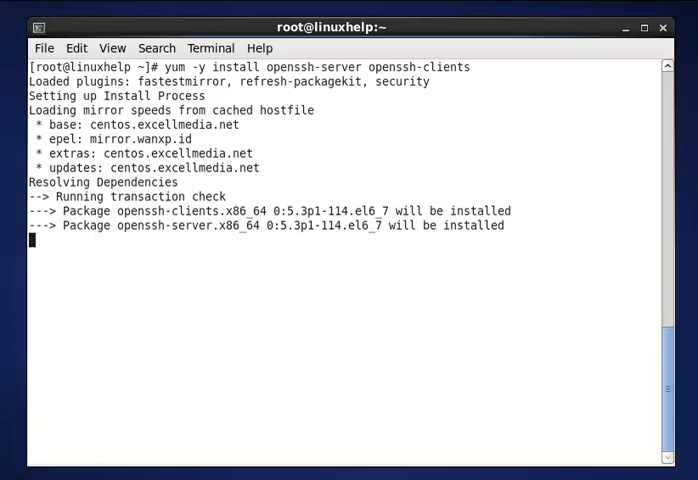 root@linuxhelp:~
File Edit View Search Terminal Help
[root@linuxhelp ~]# yum -y install openssh-server openssh-clients
Loaded plugins: fastestmirror, refresh-packagekit, security
Setting up Install Process
Loading mirror speeds from cached hostfile
 * base: centos.excellmedia.net
 * epel: mirror.wanxp.id
 * extras: centos.excellmedia.net
 * updates: centos.excellmedia.net
Resolving Dependencies
--> Running transaction check
---> Package openssh-clients.x86_64 0:5.3p1-114.el6_7 will be installed
---> Package openssh-server.x86_64 0:5.3p1-114.el6_7 will be installed